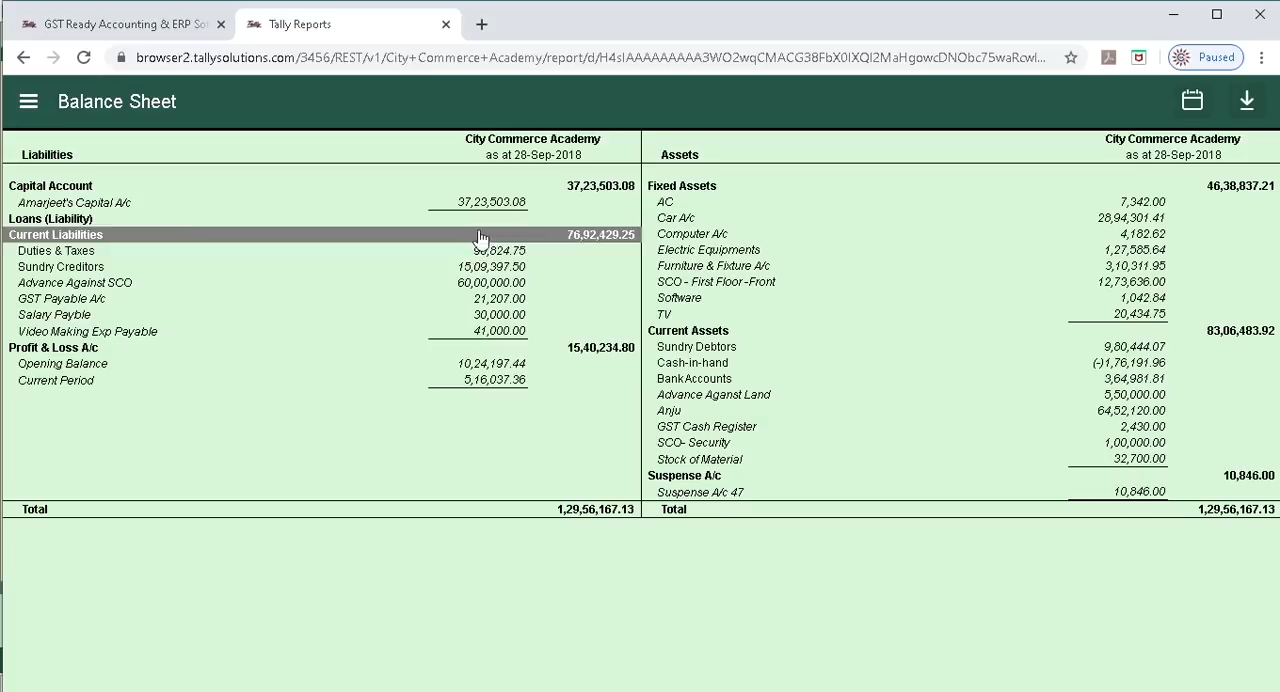 GST Ready Accounting & ERP So
Tally Reports
browser2.tallysolutions.com/3456/REST/v1/City+Commerce+Academy/report/d/
Paused
Balance Sheet
Liabilities
City Commerce Academy
as at 28-Sep-2018
Capital Account 37,23,503.08
Amarjeet's Capital A/c 37,23,503.08
Loans (Liability)
Current Liabilities 76,92,429.25
Duties & Taxes
Sundry Creditors 15,09,397.50
Advance Against SCO 60,00,000.00
GST Payable A/c 21,207.00
Salary Payble 30,000.00
Video Making Exp Payable 41,000.00
Profit & Loss A/c 15,40,234.80
Opening Balance 10,24,197.44
Current Period 5,16,037.36
Total 1,29,56,167.13
Assets
City Commerce Academy
as at 28-Sep-2018
Fixed Assets 46,38,837.21
AC 7,342.00
Car A/c 28,94,301.41
Computer A/c 4,182.62
Electric Equipments 1,27,585.64
Furniture & Fixture A/c 3,10,311.95
SCO - First Floor -Front 12,73,636.00
Software 1,042.84
TV 20,434.75
Current Assets 83,06,483.92
Sundry Debtors 9,80,444.07
Cash-in-hand (-)1,76,191.96
Bank Accounts 3,64,981.81
Advance Aganst Land 5,50,000.00
Anju 64,52,120.00
GST Cash Register 2,430.00
SCO- Security 1,00,000.00
Stock of Material 32,700.00
Suspense A/c 10,846.00
Suspense A/c 47 10,846.00
Total 1,29,56,167.13